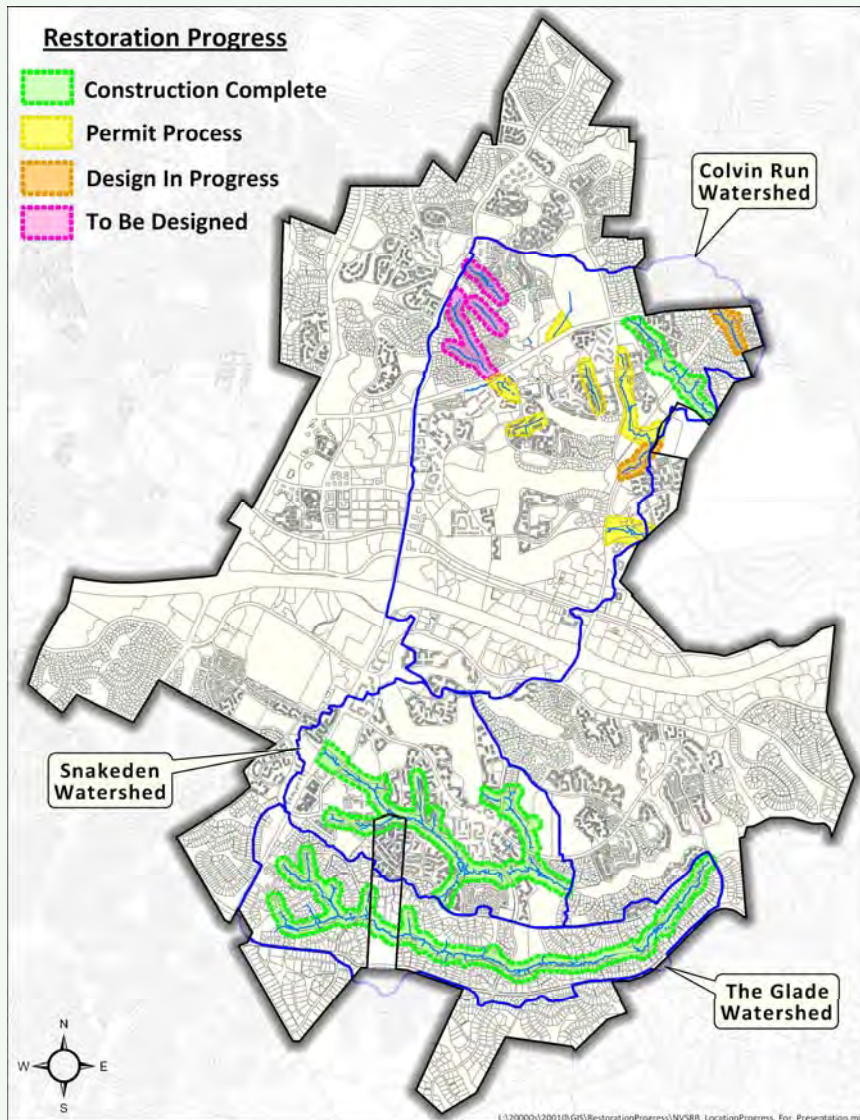 Restoration Progress
Construction Complete
Permit Process
Design In Progress
To Be Designed
Colvin Run
Watershed
Snakeden
Watershed
The Glade
Watershed
N
W
E
S